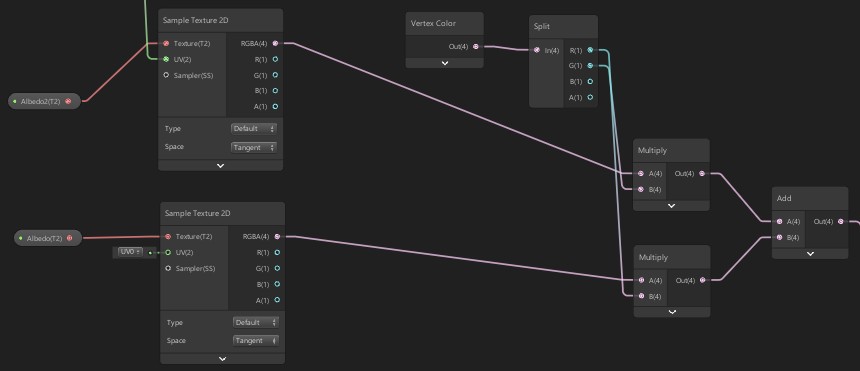 Sample Texture 2D
Texture(T2)
RGBA(4)
UV(2)
R(1)
Sampler(SS)
G(1)
B(1)
A(1)
Type
Default
Space
Tangent
Albedo2(T2)
Vertex Color
Out(4)
Split
In(4)
R(1)
G(1)
B(1)
A(1)
Multiply
A(4)
Out(4)
B(4)
Sample Texture 2D
Texture(T2)
RGBA(4)
UV(2)
R(1)
Sampler(SS)
G(1)
B(1)
A(1)
Type
Default
Space
Tangent
Albedo(T2)
UV0
Multiply
A(4)
Out(4)
B(4)
Add
A(4)
Out(4)
B(4)